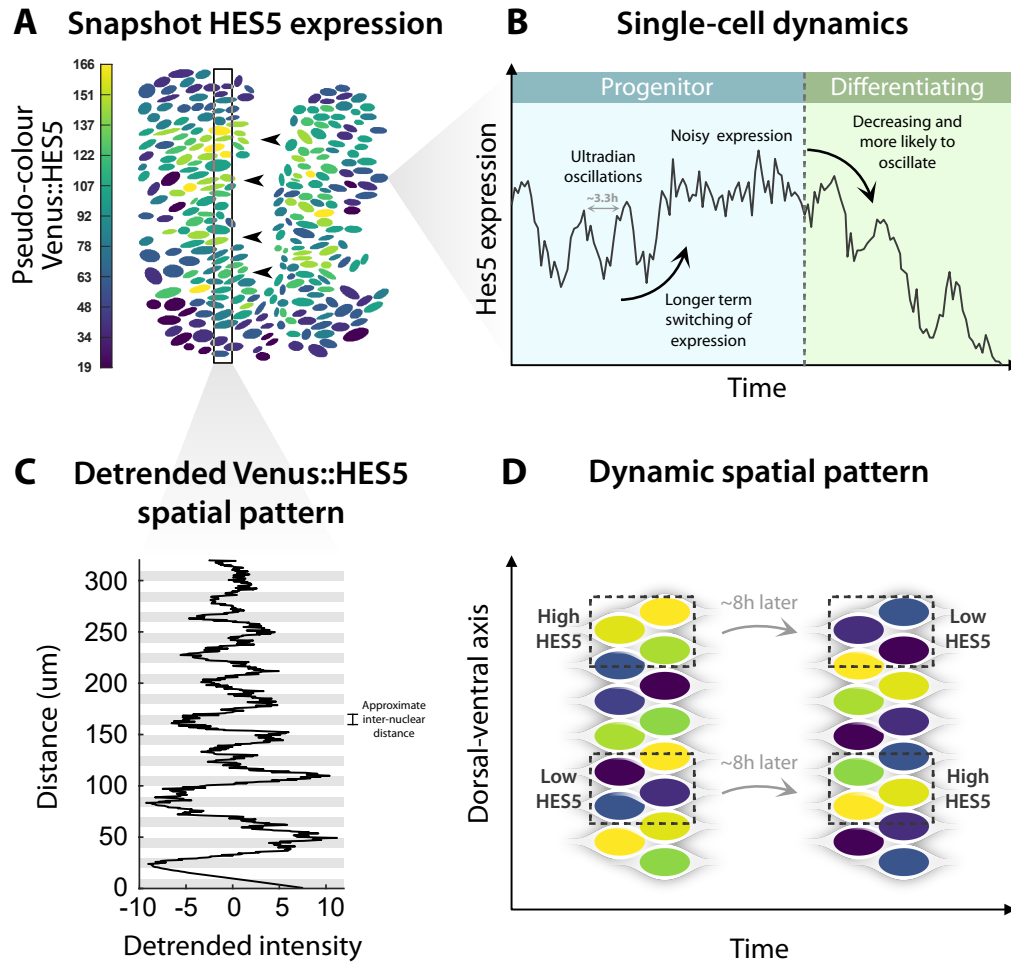 A Snapshot HES5 expression
Pseudo-colour
Venus::HES5
166
151
137
122
107
92
78
63
48
34
19
B Single-cell dynamics
Progenitor
Differentiating
Hes5 expression
Ultradian
oscillations
~3.3h
Noisy expression
Longer term
switching of
expression
Decreasing and
more likely to
oscillate
Time
C Detrended Venus::HES5
spatial pattern
Distance (um)
300
250
200
150
100
50
0
-10 -5 0 5 10
Detrended intensity
Approximate
inter-nuclear
distance
D Dynamic spatial pattern
Dorsal-ventral axis
High
HES5
~8h later
Low
HES5
Low
HES5
~8h later
High
HES5
Time